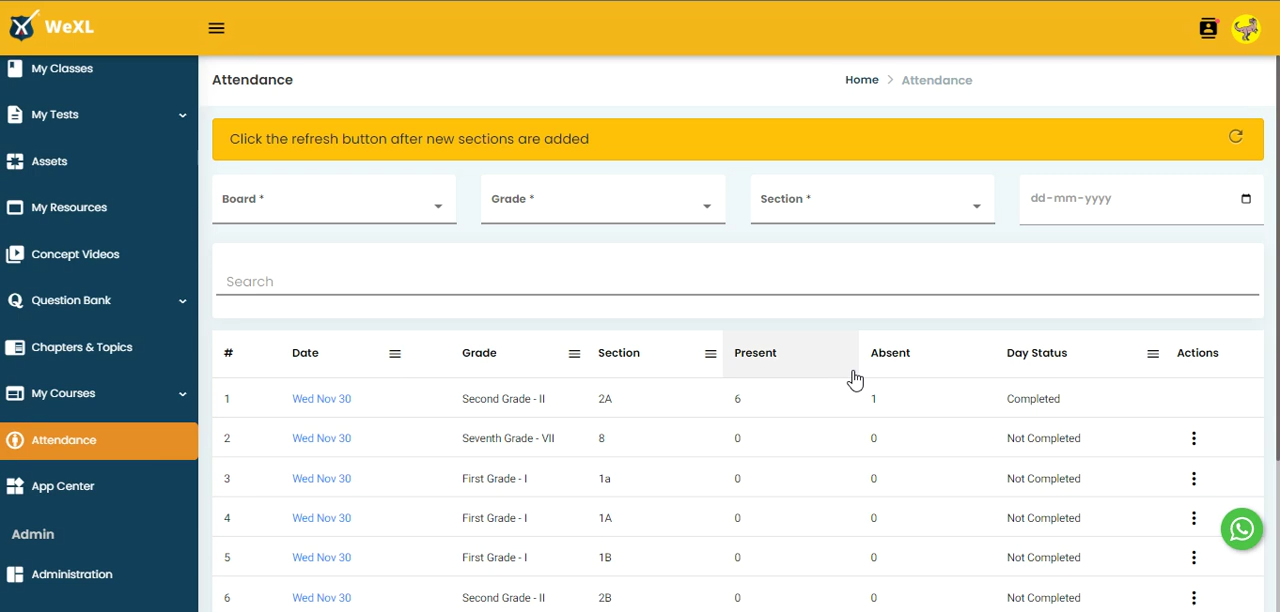 WeXL
My Classes
My Tests
Assets
My Resources
Concept Videos
Question Bank
Chapters & Topics
My Courses
Attendance
App Center
Admin
Administration
Attendance
Home > Attendance
Click the refresh button after new sections are added
Board * Grade * Section * dd-mm-yyyy
Search
# Date Grade Section Present Absent Day Status Actions
1 Wed Nov 30 Second Grade - II 2A 6 1 Completed
2 Wed Nov 30 Seventh Grade - VII 8 0 0 Not Completed
3 Wed Nov 30 First Grade - I 1a 0 0 Not Completed
4 Wed Nov 30 First Grade - I 1A 0 0 Not Completed
5 Wed Nov 30 First Grade - I 1B 0 0 Not Completed
6 Wed Nov 30 Second Grade - II 2B 0 0 Not Completed